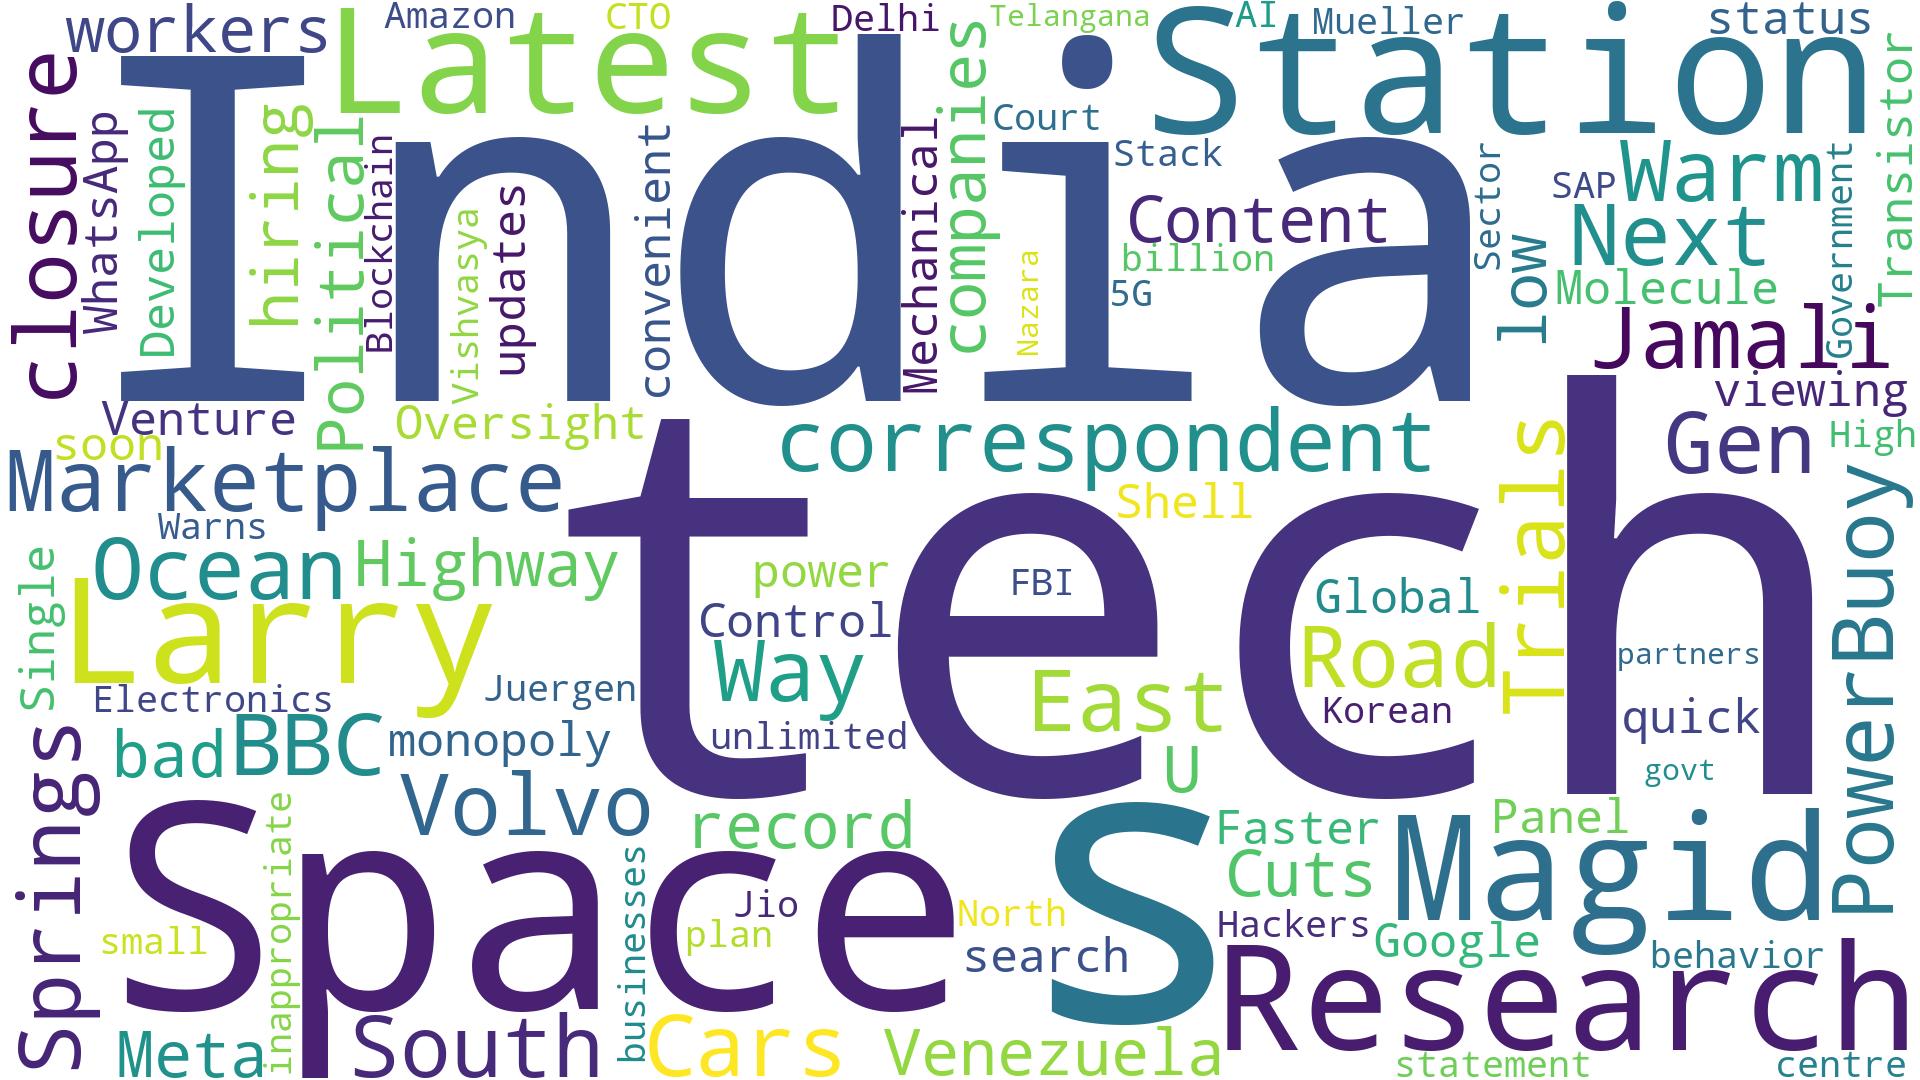 workers
Amazon
CTO
Latest
Delhi
Telangana
AI
Mueller
Station
status
closure
WhatsApp
Developed
hiring
Political
Blockchain
India
Vishvasya
updates
convenient
Mechanical
companies
Court
Stack
Content
billion
5G
Nazara
Sector
low
SAP
Warm
Next
Molecule
Government
Transistor
Jamali
viewing
Venture
soon
Oversight
Marketplace
correspondent
Gen
High
Warns
Shell
Trials
PowerBuoy
Ocean
Highway
tech
power
FBI
Global
Single
Larry
Control
Way
East
Road
partners
Electronics
Juergen
Korean
quick
bad
BBC
monopoly
unlimited
U
govt
Springs
Volvo
record
S
Faster
Panel
Cuts
Magid
inappropriate
Space
businesses
Jio
plan
North
Hackers
Google
small
search
behavior
Research
Meta
South
Cars
Venezuela
statement
centre